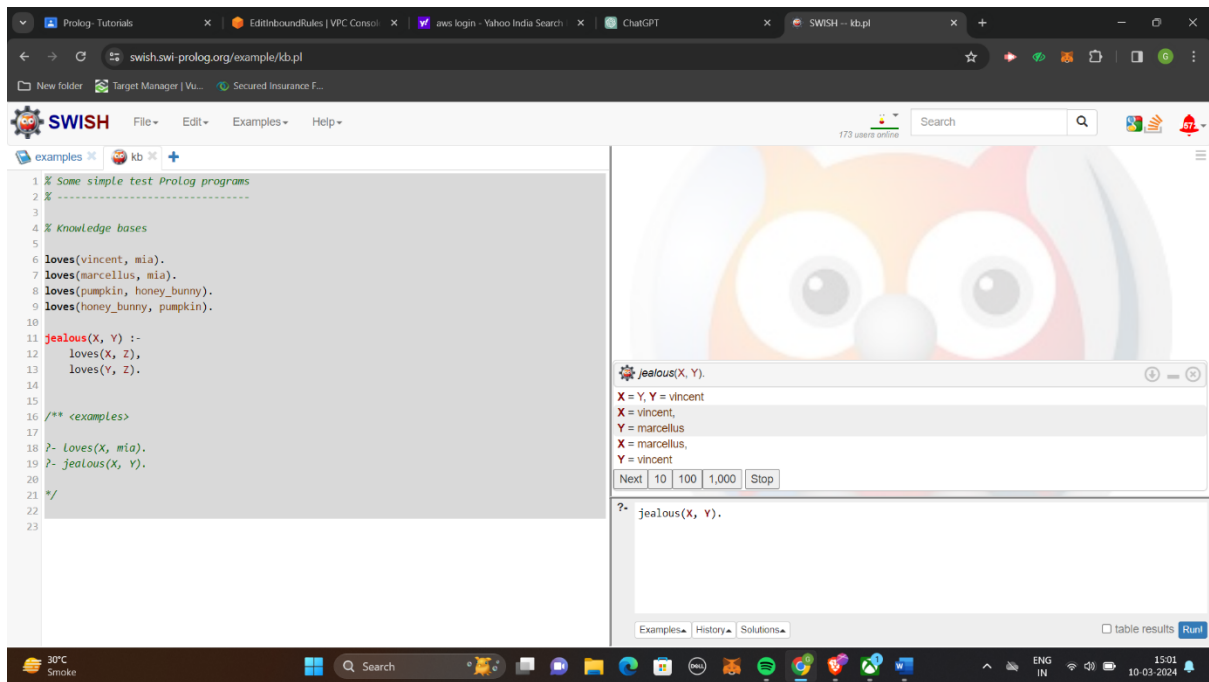 Prolog- Tutorials
EditInboundRules | VPC Consol
aws login - Yahoo India Search
ChatGPT
SWISH -- kb.pl
swish.swi-prolog.org/example/kb.pl
G
New folder
Target Manager | Vu...
Secured Insurance F...
SWISH
File
Edit
Examples
Help
173 users online
Search
examples
kb
1 % Some simple test Prolog programs
2 % --------------------------------
3
4 % Knowledge bases
5
6 loves(vincent, mia).
7 loves(marcellus, mia).
8 loves(pumpkin, honey_bunny).
9 loves(honey_bunny, pumpkin).
10
11 jealous(X, Y) :-
12 loves(X, Z),
13 loves(Y, Z).
14
15
16 /** <examples>
17
18 ?- loves(X, mia).
19 ?- jealous(X, Y).
20
21 */
22
23
jealous(X, Y).
X = Y, Y = vincent
X = vincent,
Y = marcellus
X = marcellus,
Y = vincent
Next 10 100 1,000 Stop
?- jealous(X, Y).
Examples History Solutions
table results Run!
30°C
Smoke
Search
DELL
ENG
IN
15:01
10-03-2024